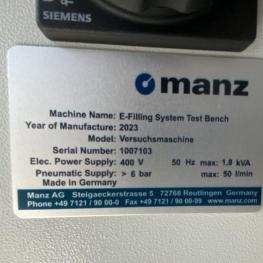 SIEMENS
manz
Machine Name: E-Filling System Test Bench
Year of Manufacture: 2023
Model: Versuchsmaschine
Serial Number: 1007103
Elec. Power Supply: 400 V 50 Hz max: 1,8 kVA
Pneumatic Supply: > 6 bar max: 50 l/min
Made in Germany
Manz AG Steigaeckerstrasse 5 72768 Reutlingen Germany
Phone +49 7121 / 90 00-0 Fax +49 7121 / 90 00-99 www.manz.com